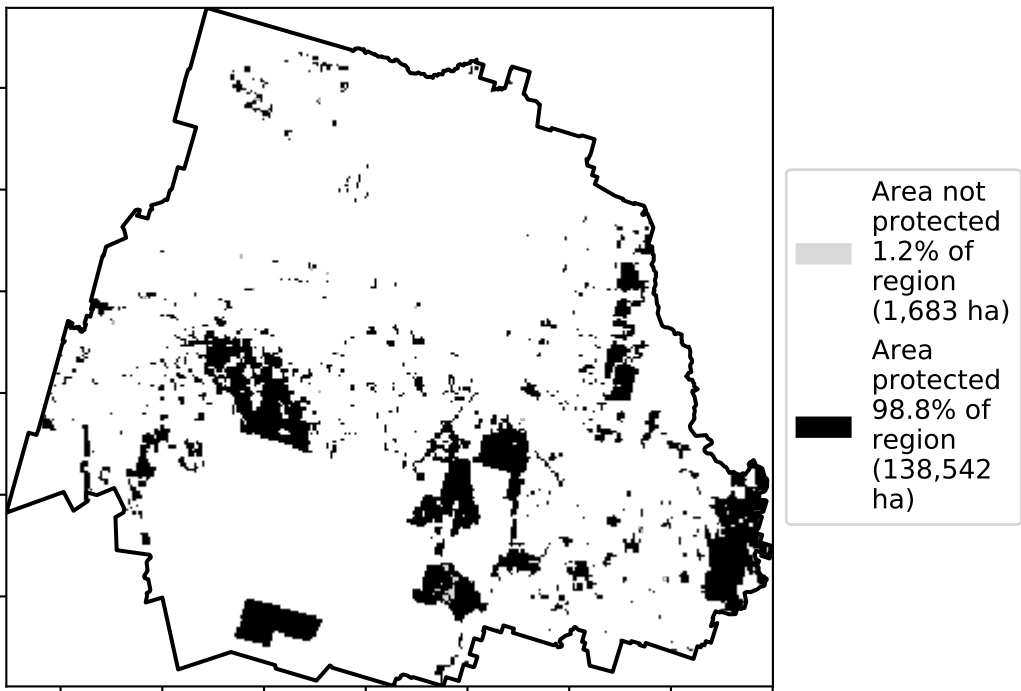 Area not
protected
1.2% of
region
(1,683 ha)
Area
protected
98.8% of
region
(138,542
ha)